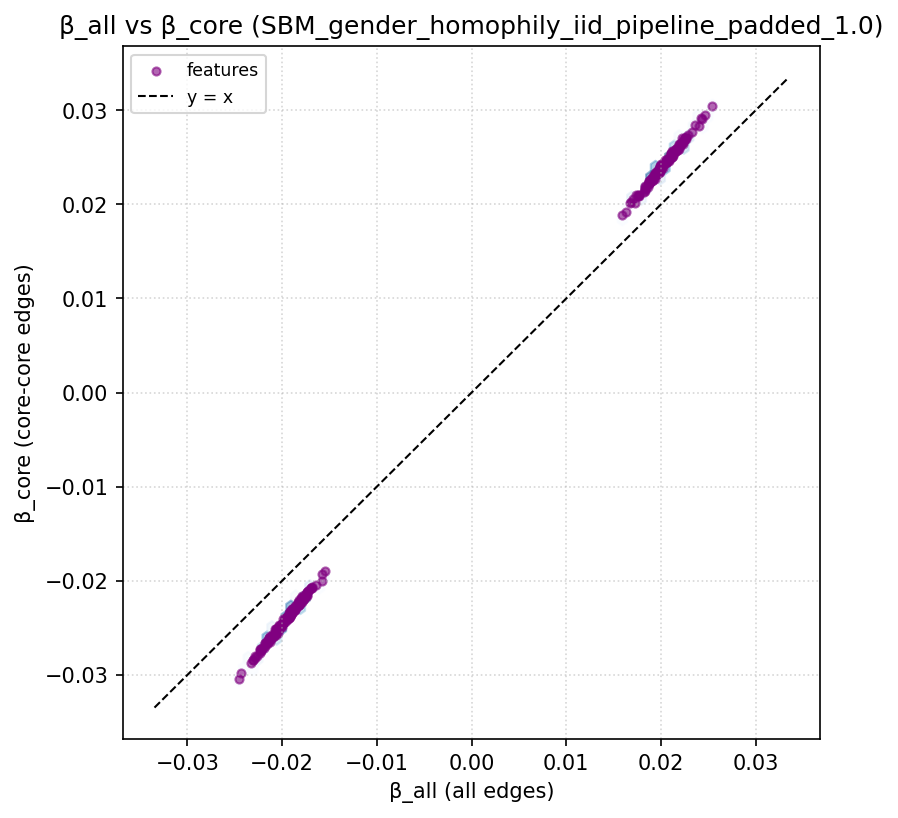 β_all vs β_core (SBM_gender_homophily_iid_pipeline_padded_1.0)
features
y = x
0.03
0.02
0.01
0.00
−0.01
−0.02
−0.03
β_core (core-core edges)
−0.03
−0.02
−0.01
0.00
0.01
0.02
0.03
β_all (all edges)